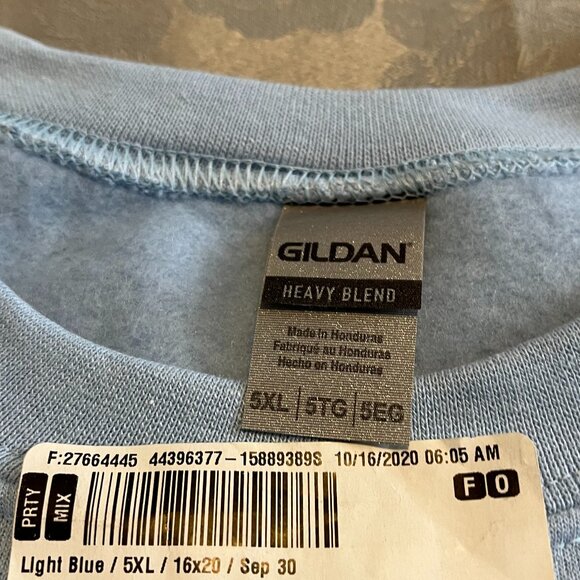 GILDAN
HEAVY BLEND
Made in Honduras
Fabriqué au Honduras
Hecho en Honduras
5XL | 5TG | 5EG
F:27664445 44396377-15889389S 10/16/2020 06:05 AM
PRTY
MIX
F O
Light Blue / 5XL / 16x20 / Sep 30